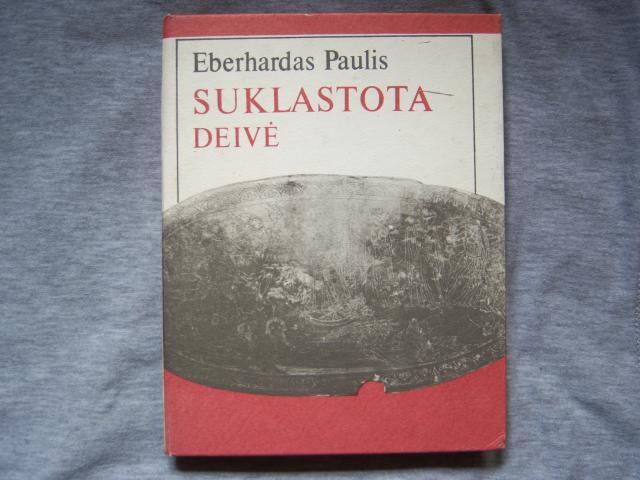 Eberhardas Paulis
SUKLASTOTA
DEIVĖ